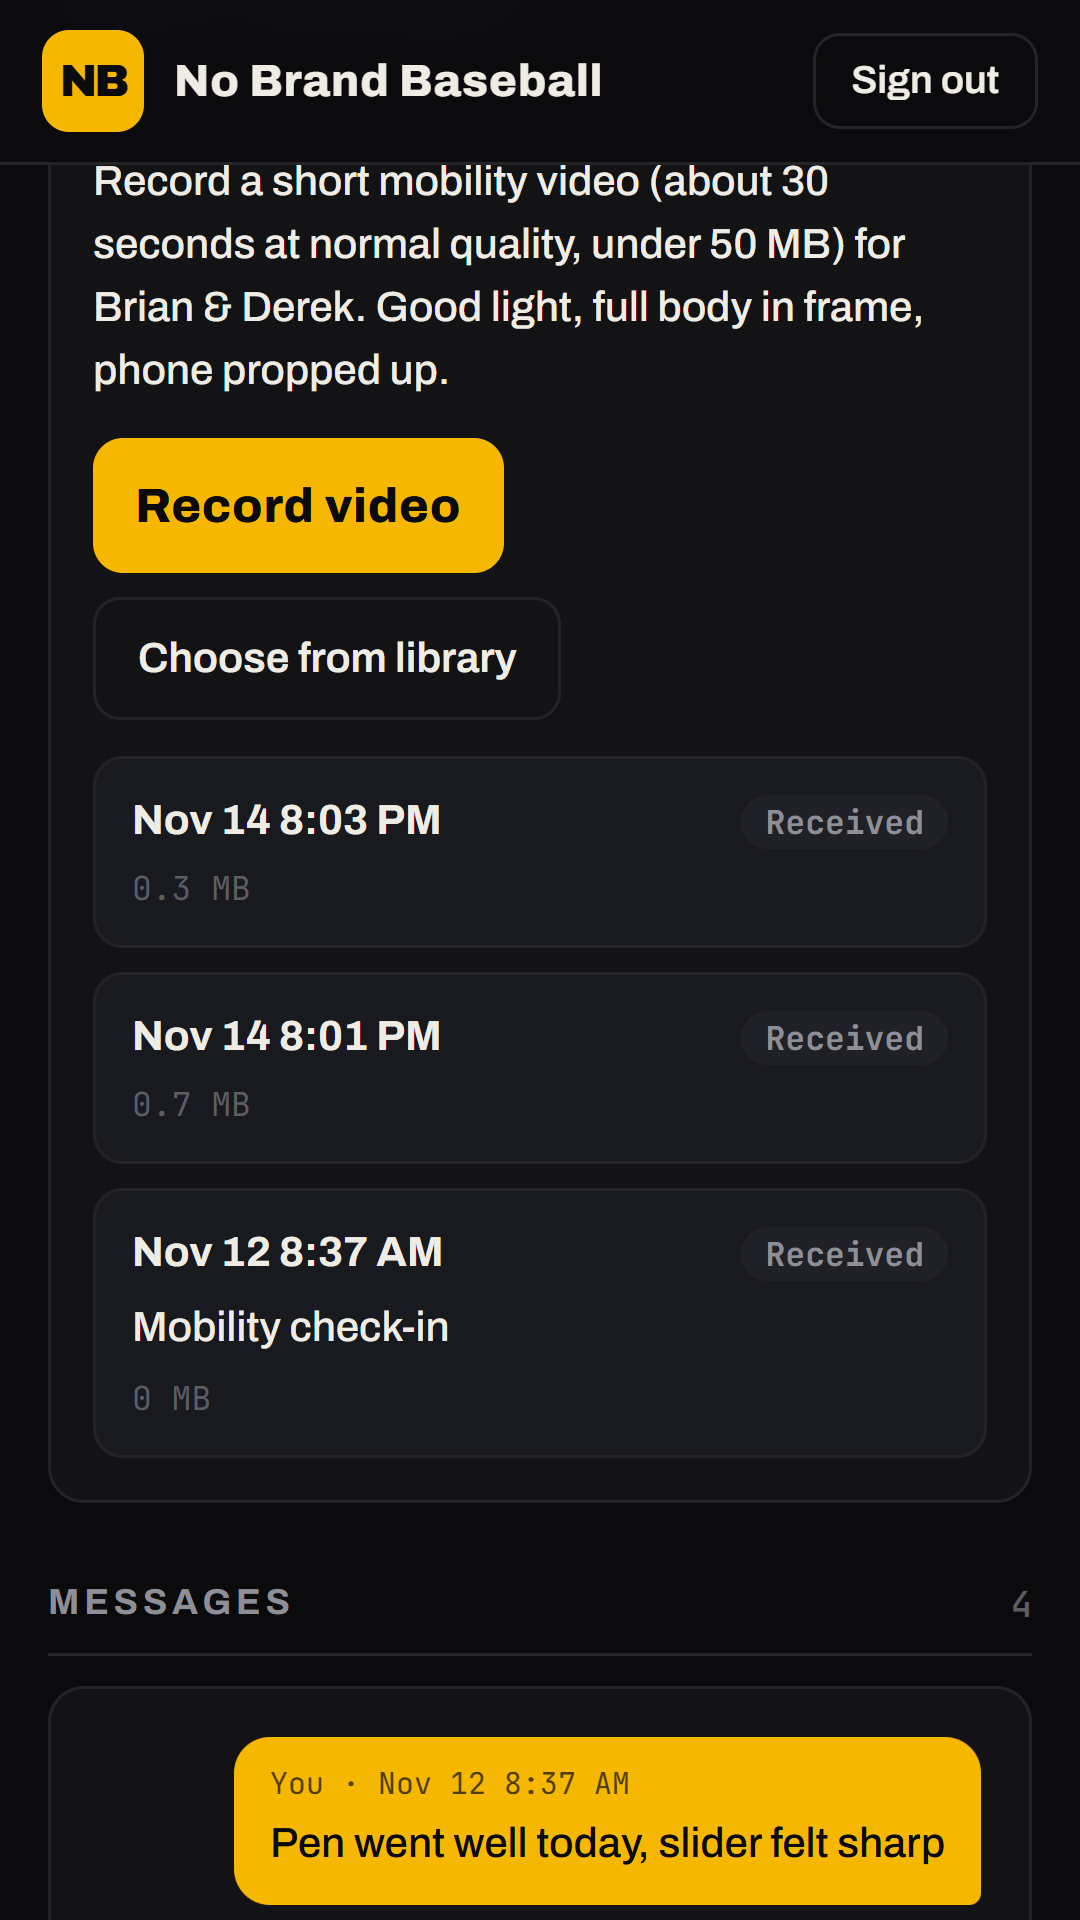 NB
No Brand Baseball
Sign out
Record a short mobility video (about 30
seconds at normal quality, under 50 MB) for
Brian & Derek. Good light, full body in frame,
phone propped up.
Record video
Choose from library
Nov 14 8:03 PM
Received
0.3 MB
Nov 14 8:01 PM
Received
0.7 MB
Nov 12 8:37 AM
Received
Mobility check-in
0 MB
MESSAGES
4
You · Nov 12 8:37 AM
Pen went well today, slider felt sharp